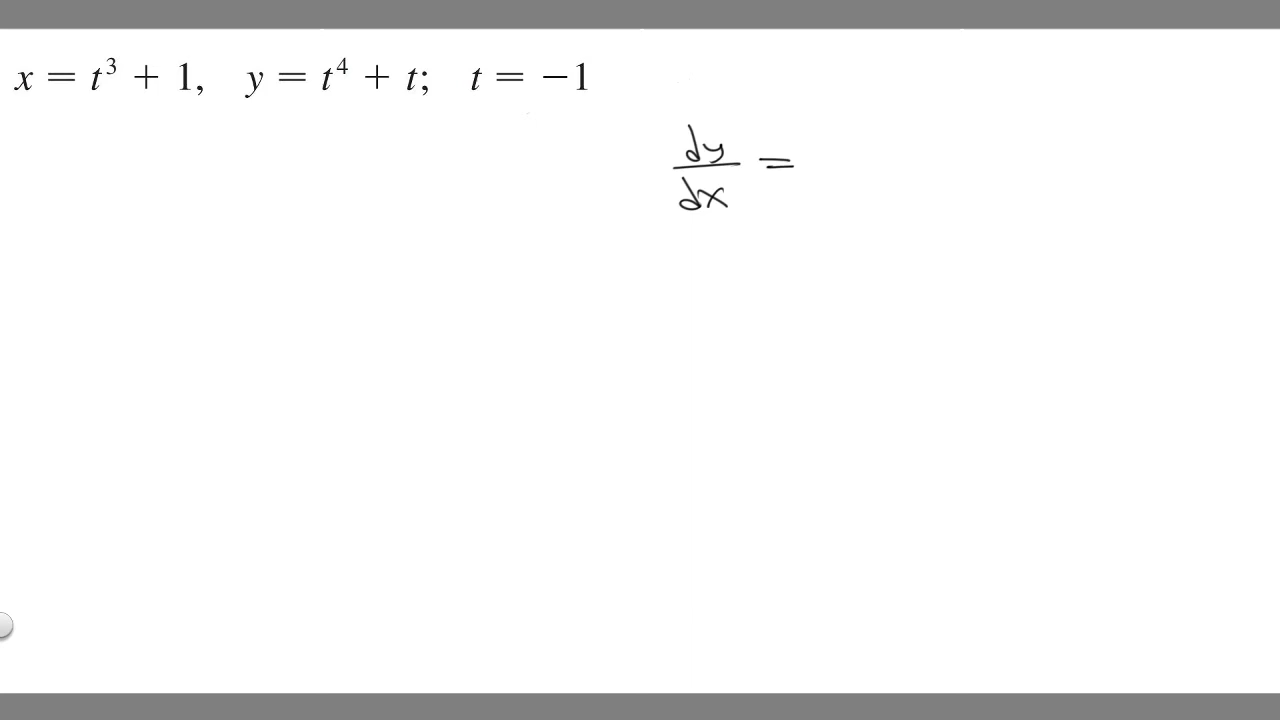 x = t³ + 1, y = t⁴ + t; t = −1
dy/dx =